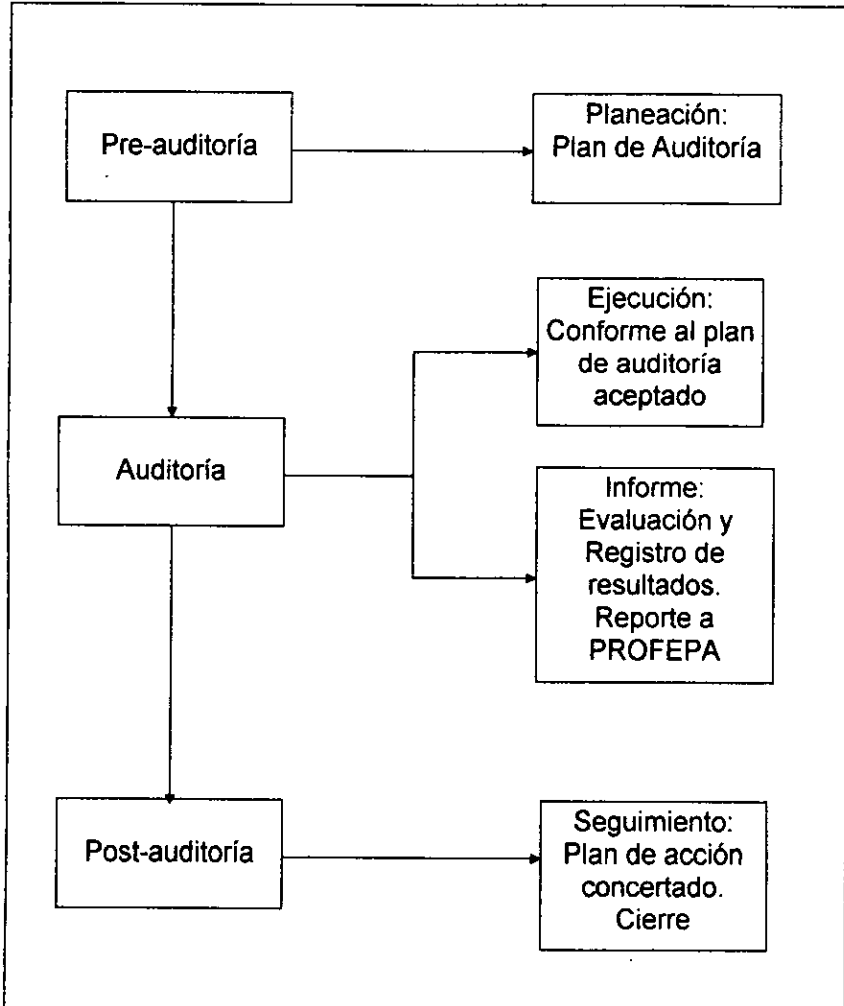 Pre-auditoría
Planeación:
Plan de Auditoría
Auditoría
Ejecución:
Conforme al plan
de auditoría
aceptado
Informe:
Evaluación y
Registro de
resultados.
Reporte a
PROFEPA
Post-auditoría
Seguimiento:
Plan de acción
concertado.
Cierre